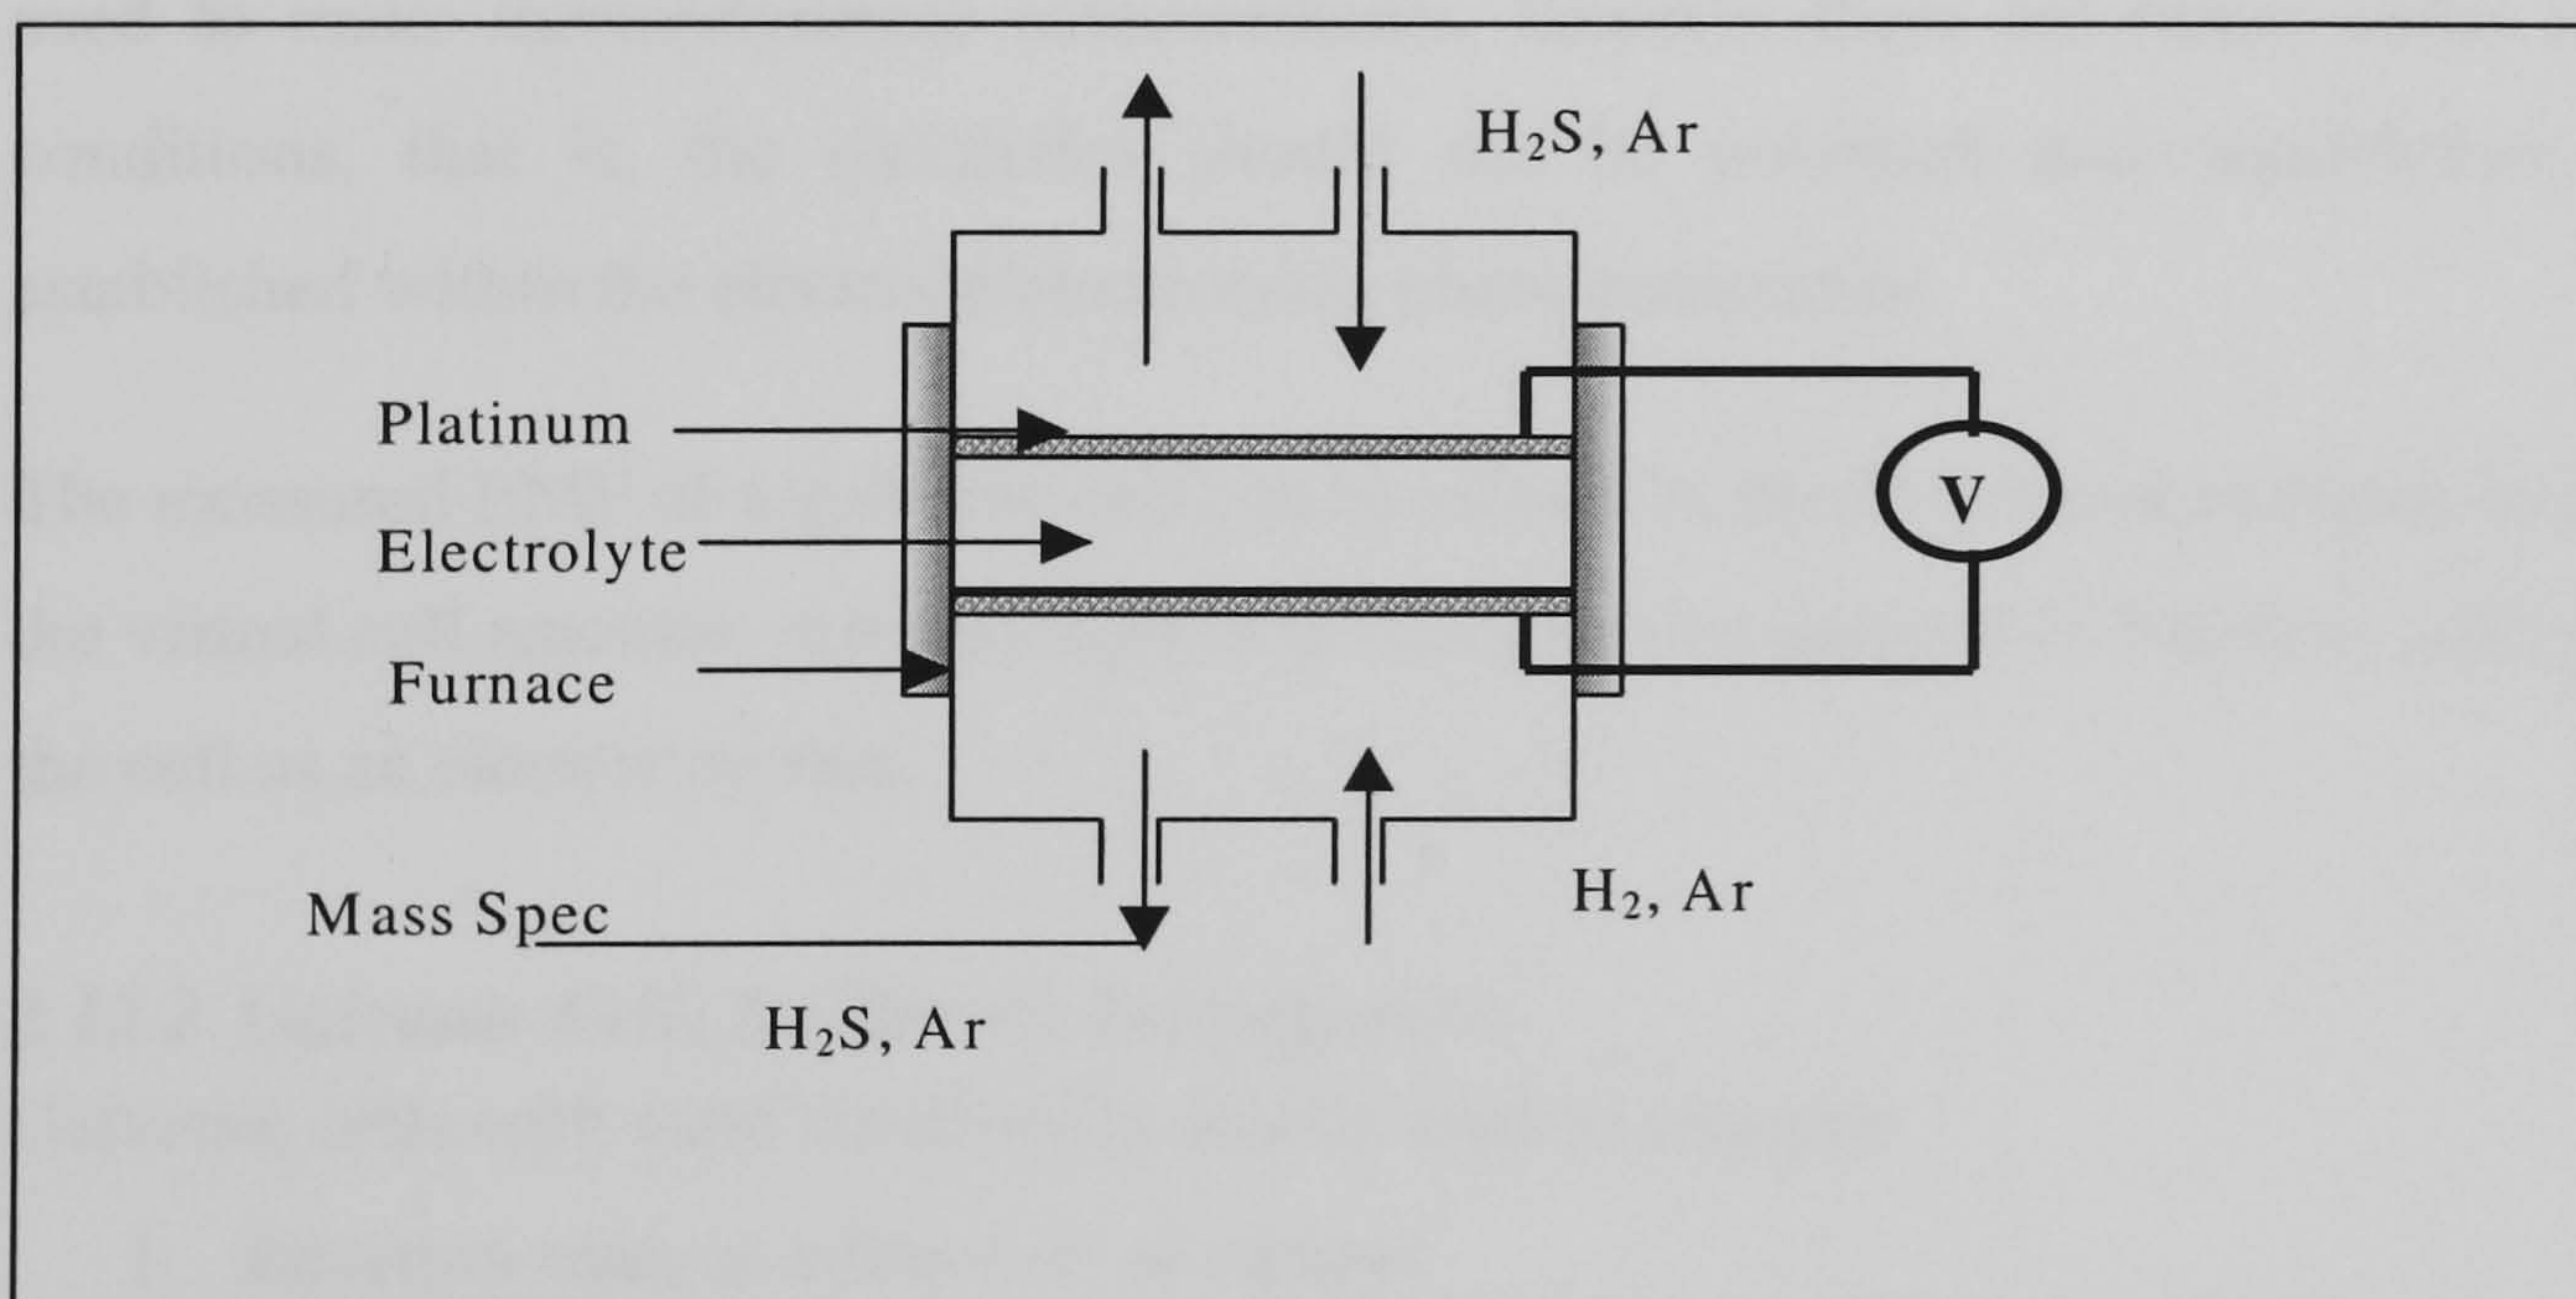 H₂S, Ar
Platinum
V
Electrolyte
Furnace
H₂, Ar
Mass Spec
H₂S, Ar